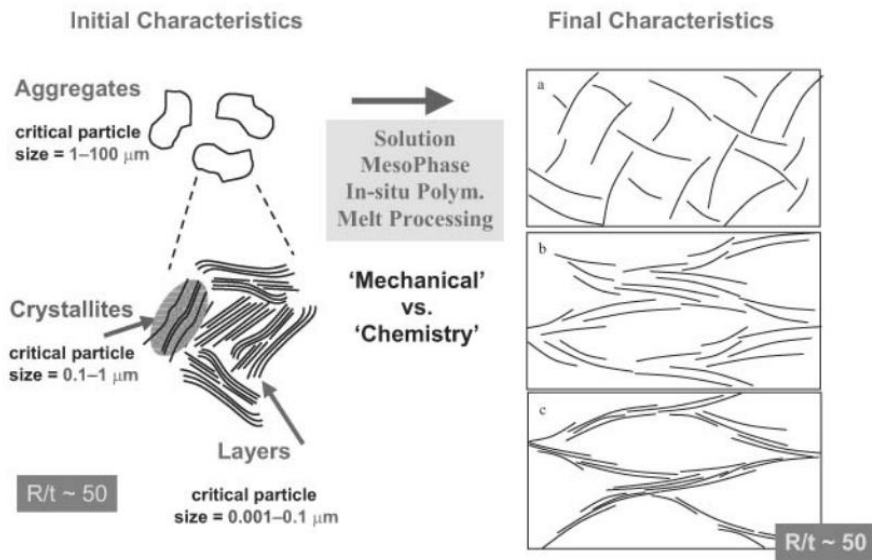 Initial Characteristics
Aggregates
critical particle
size = 1–100 μm
Crystallites
critical particle
size = 0.1–1 μm
Layers
critical particle
size = 0.001–0.1 μm
R/t ~ 50
Solution
MesoPhase
In-situ Polym.
Melt Processing
‘Mechanical’
vs.
‘Chemistry’
Final Characteristics
a
b
c
R/t ~ 50